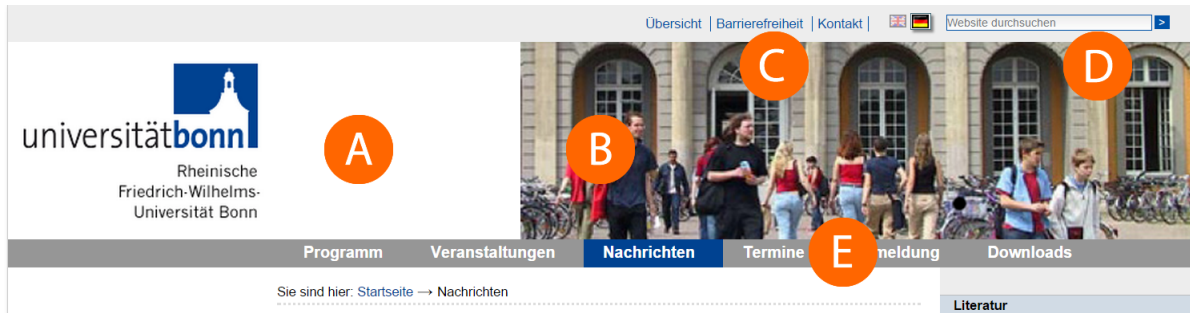 Übersicht | Barrierefreiheit | Kontakt |
Website durchsuchen >
universitätbonn
Rheinische
Friedrich-Wilhelms-
Universität Bonn
A
B
C
D
E
Programm Veranstaltungen Nachrichten Termine meldung Downloads
Sie sind hier: Startseite → Nachrichten
Literatur